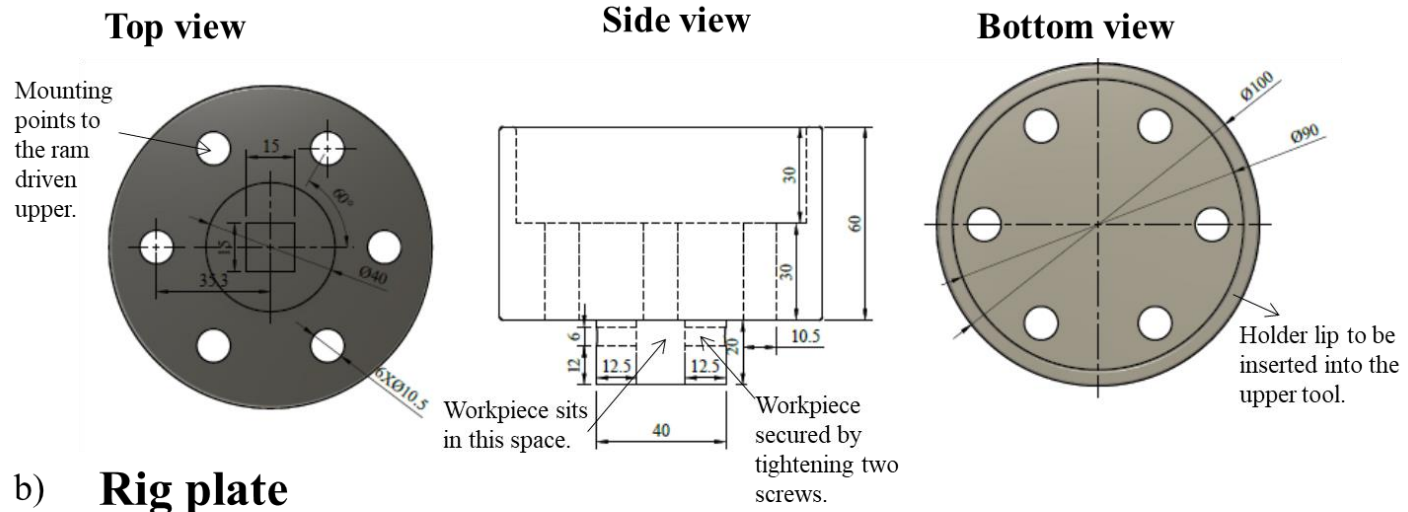 Top view
Side view
Bottom view
Mounting
points to
the ram
driven
upper.
15
60°
15
Ø40
35.3
6XØ10.5
30
60
30
6
12
12.5
12.5
20
10.5
40
Workpiece sits
in this space.
Workpiece
secured by
tightening two
screws.
Ø100
Ø90
Holder lip to be
inserted into the
upper tool.
b) Rig plate